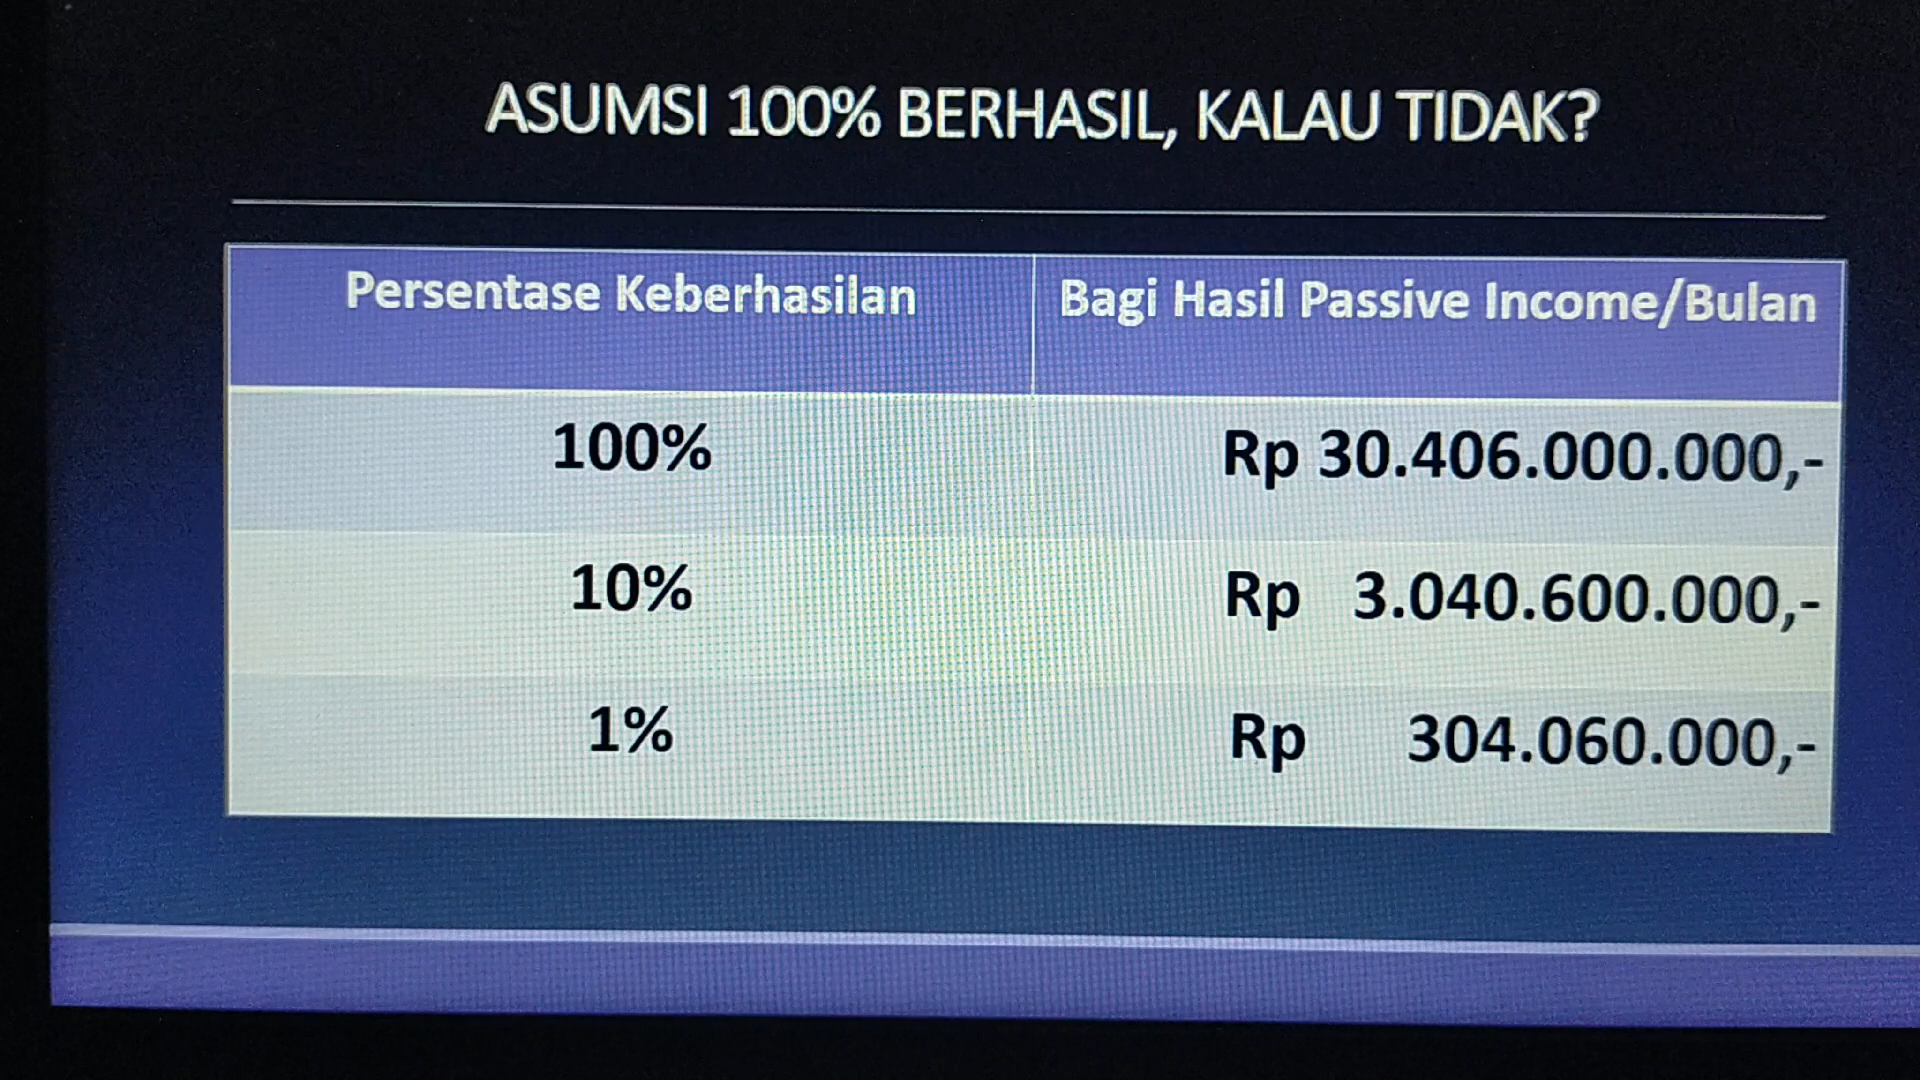 ASUMSI 100% BERHASIL, KALAU TIDAK?
Persentase Keberhasilan Bagi Hasil Passive Income/Bulan
100% Rp 30.406.000.000,-
10% Rp 3.040.600.000,-
1% Rp 304.060.000,-